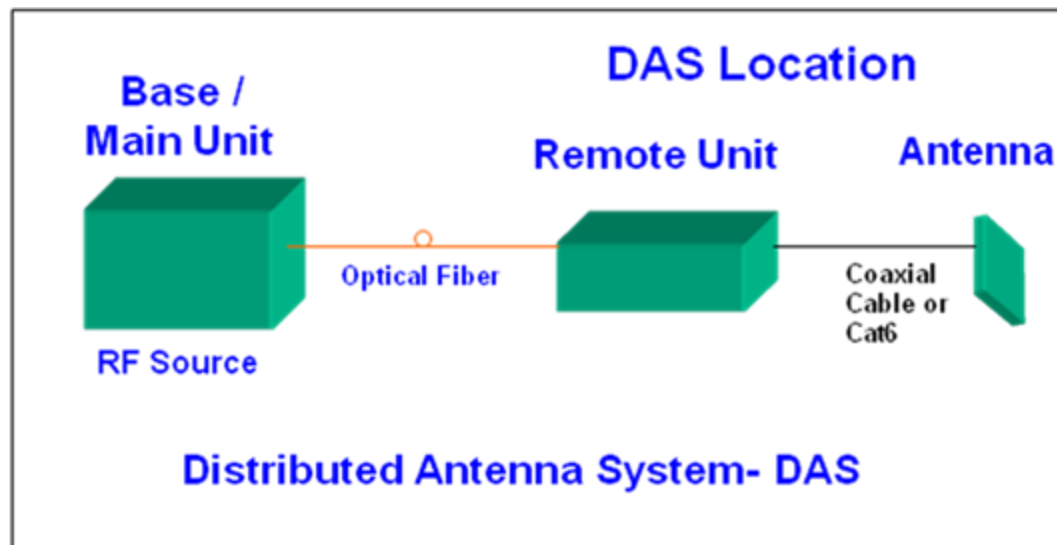 DAS Location
Base /
Main Unit
Remote Unit
Antenna
Optical Fiber
Coaxial
Cable or
Cat6
RF Source
Distributed Antenna System- DAS